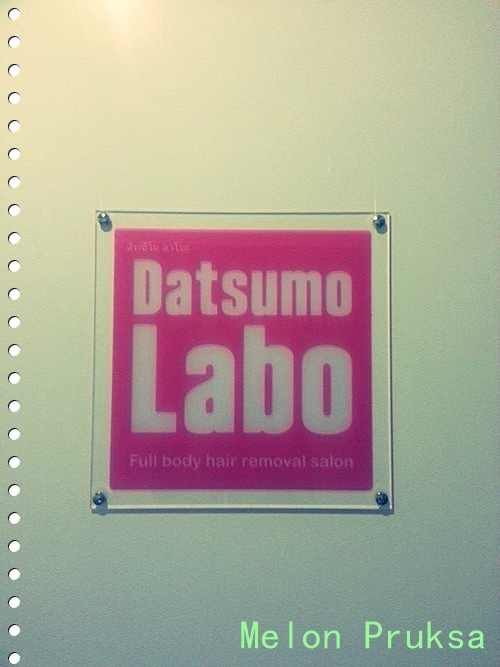 Datsumo
Labo
Full body hair removal salon
Melon Pruksa